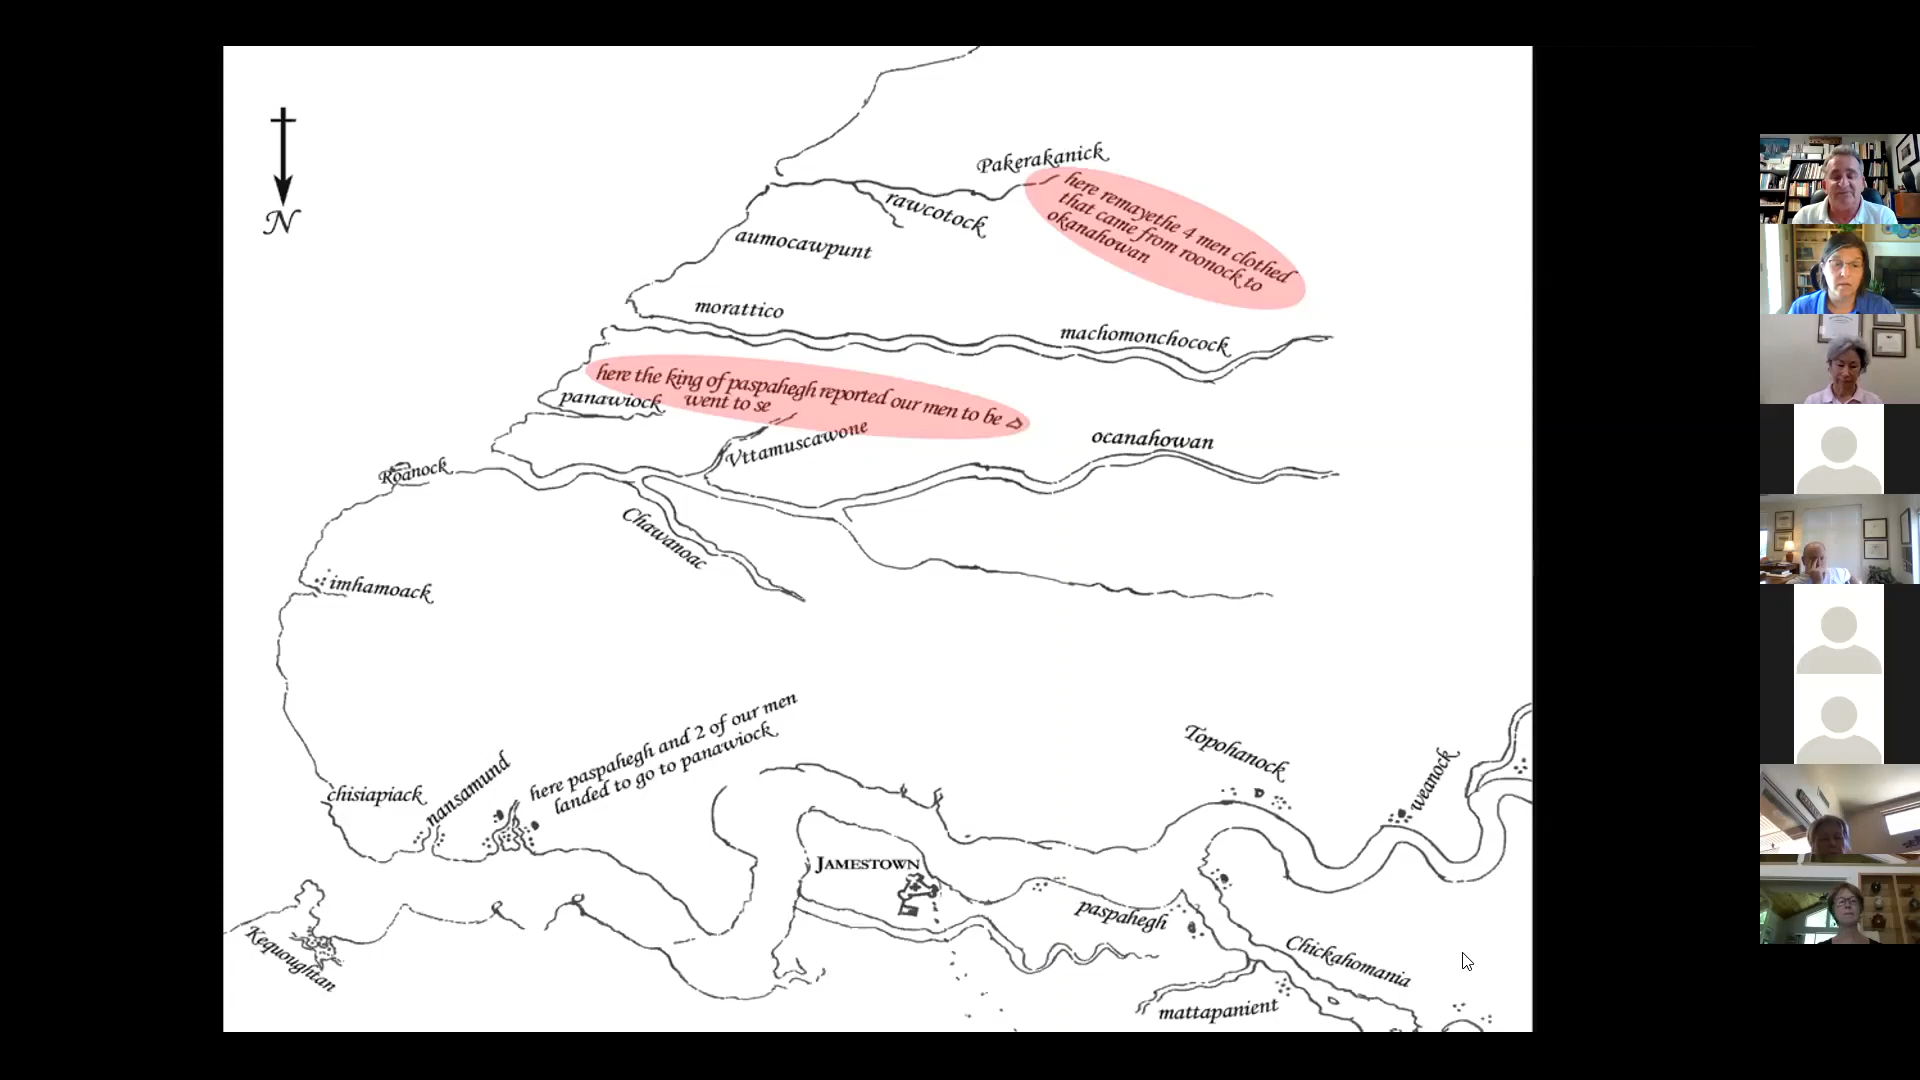 N
Pakerakanick
here remayethe 4 men clothed
that came from roonock to
okanahowan
rawcotock
aumocawpunt
morattico
machomonchocock
here the king of paspahegh reported our men to be
went to se
panawiock
Vttamuscawone
ocanahowan
Roanock
Chawanoac
imhamoack
chisiapiack
nansamund
here paspahegh and 2 of our men
landed to go to panawiock
Topohanock
weanock
JAMESTOWN
paspahegh
Kequoughtan
Chickahomania
mattapanient